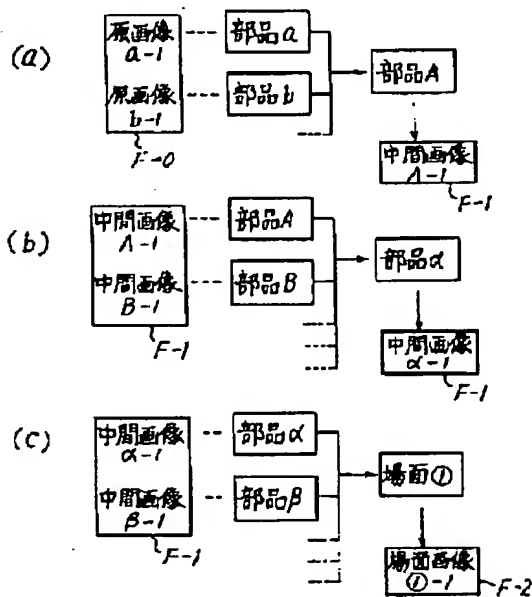 (a)
原画像 a-1
部品a
原画像 b-1
部品b
部品A
F-0
中間画像 A-1
F-1
(b)
中間画像 A-1
部品A
中間画像 B-1
部品B
部品α
F-1
中間画像 α-1
F-1
(c)
中間画像 α-1
部品α
中間画像 β-1
部品β
場面①
F-1
場面画像 ①-1
F-2